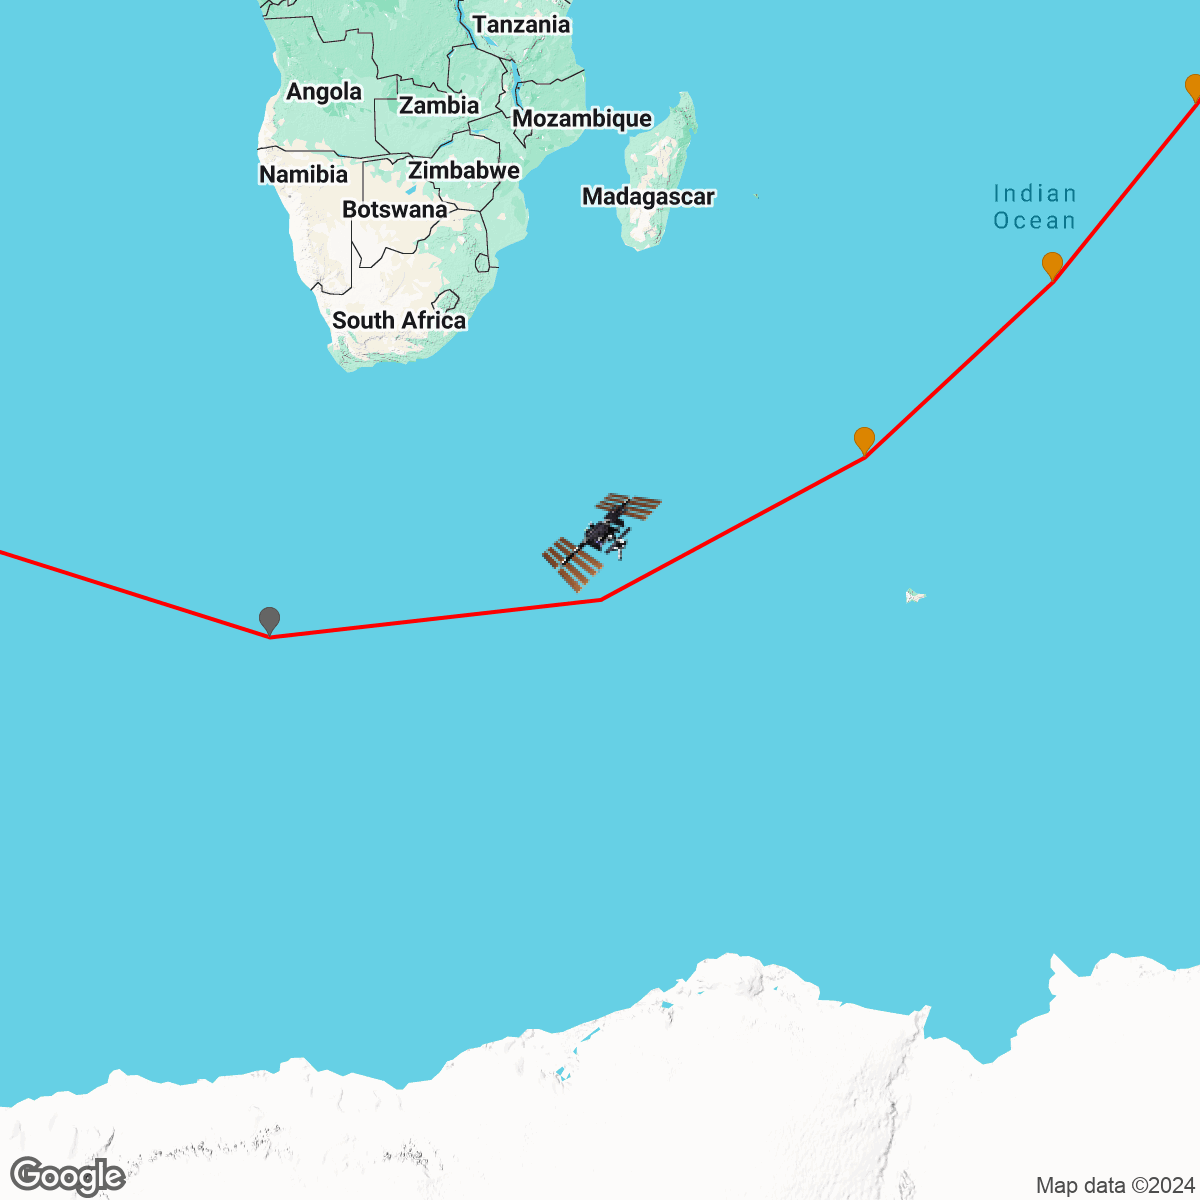 Tanzania
Angola
Zambia
Mozambique
Namibia
Zimbabwe
Madagascar
Botswana
Indian
Ocean
South Africa
Google
Map data ©2024